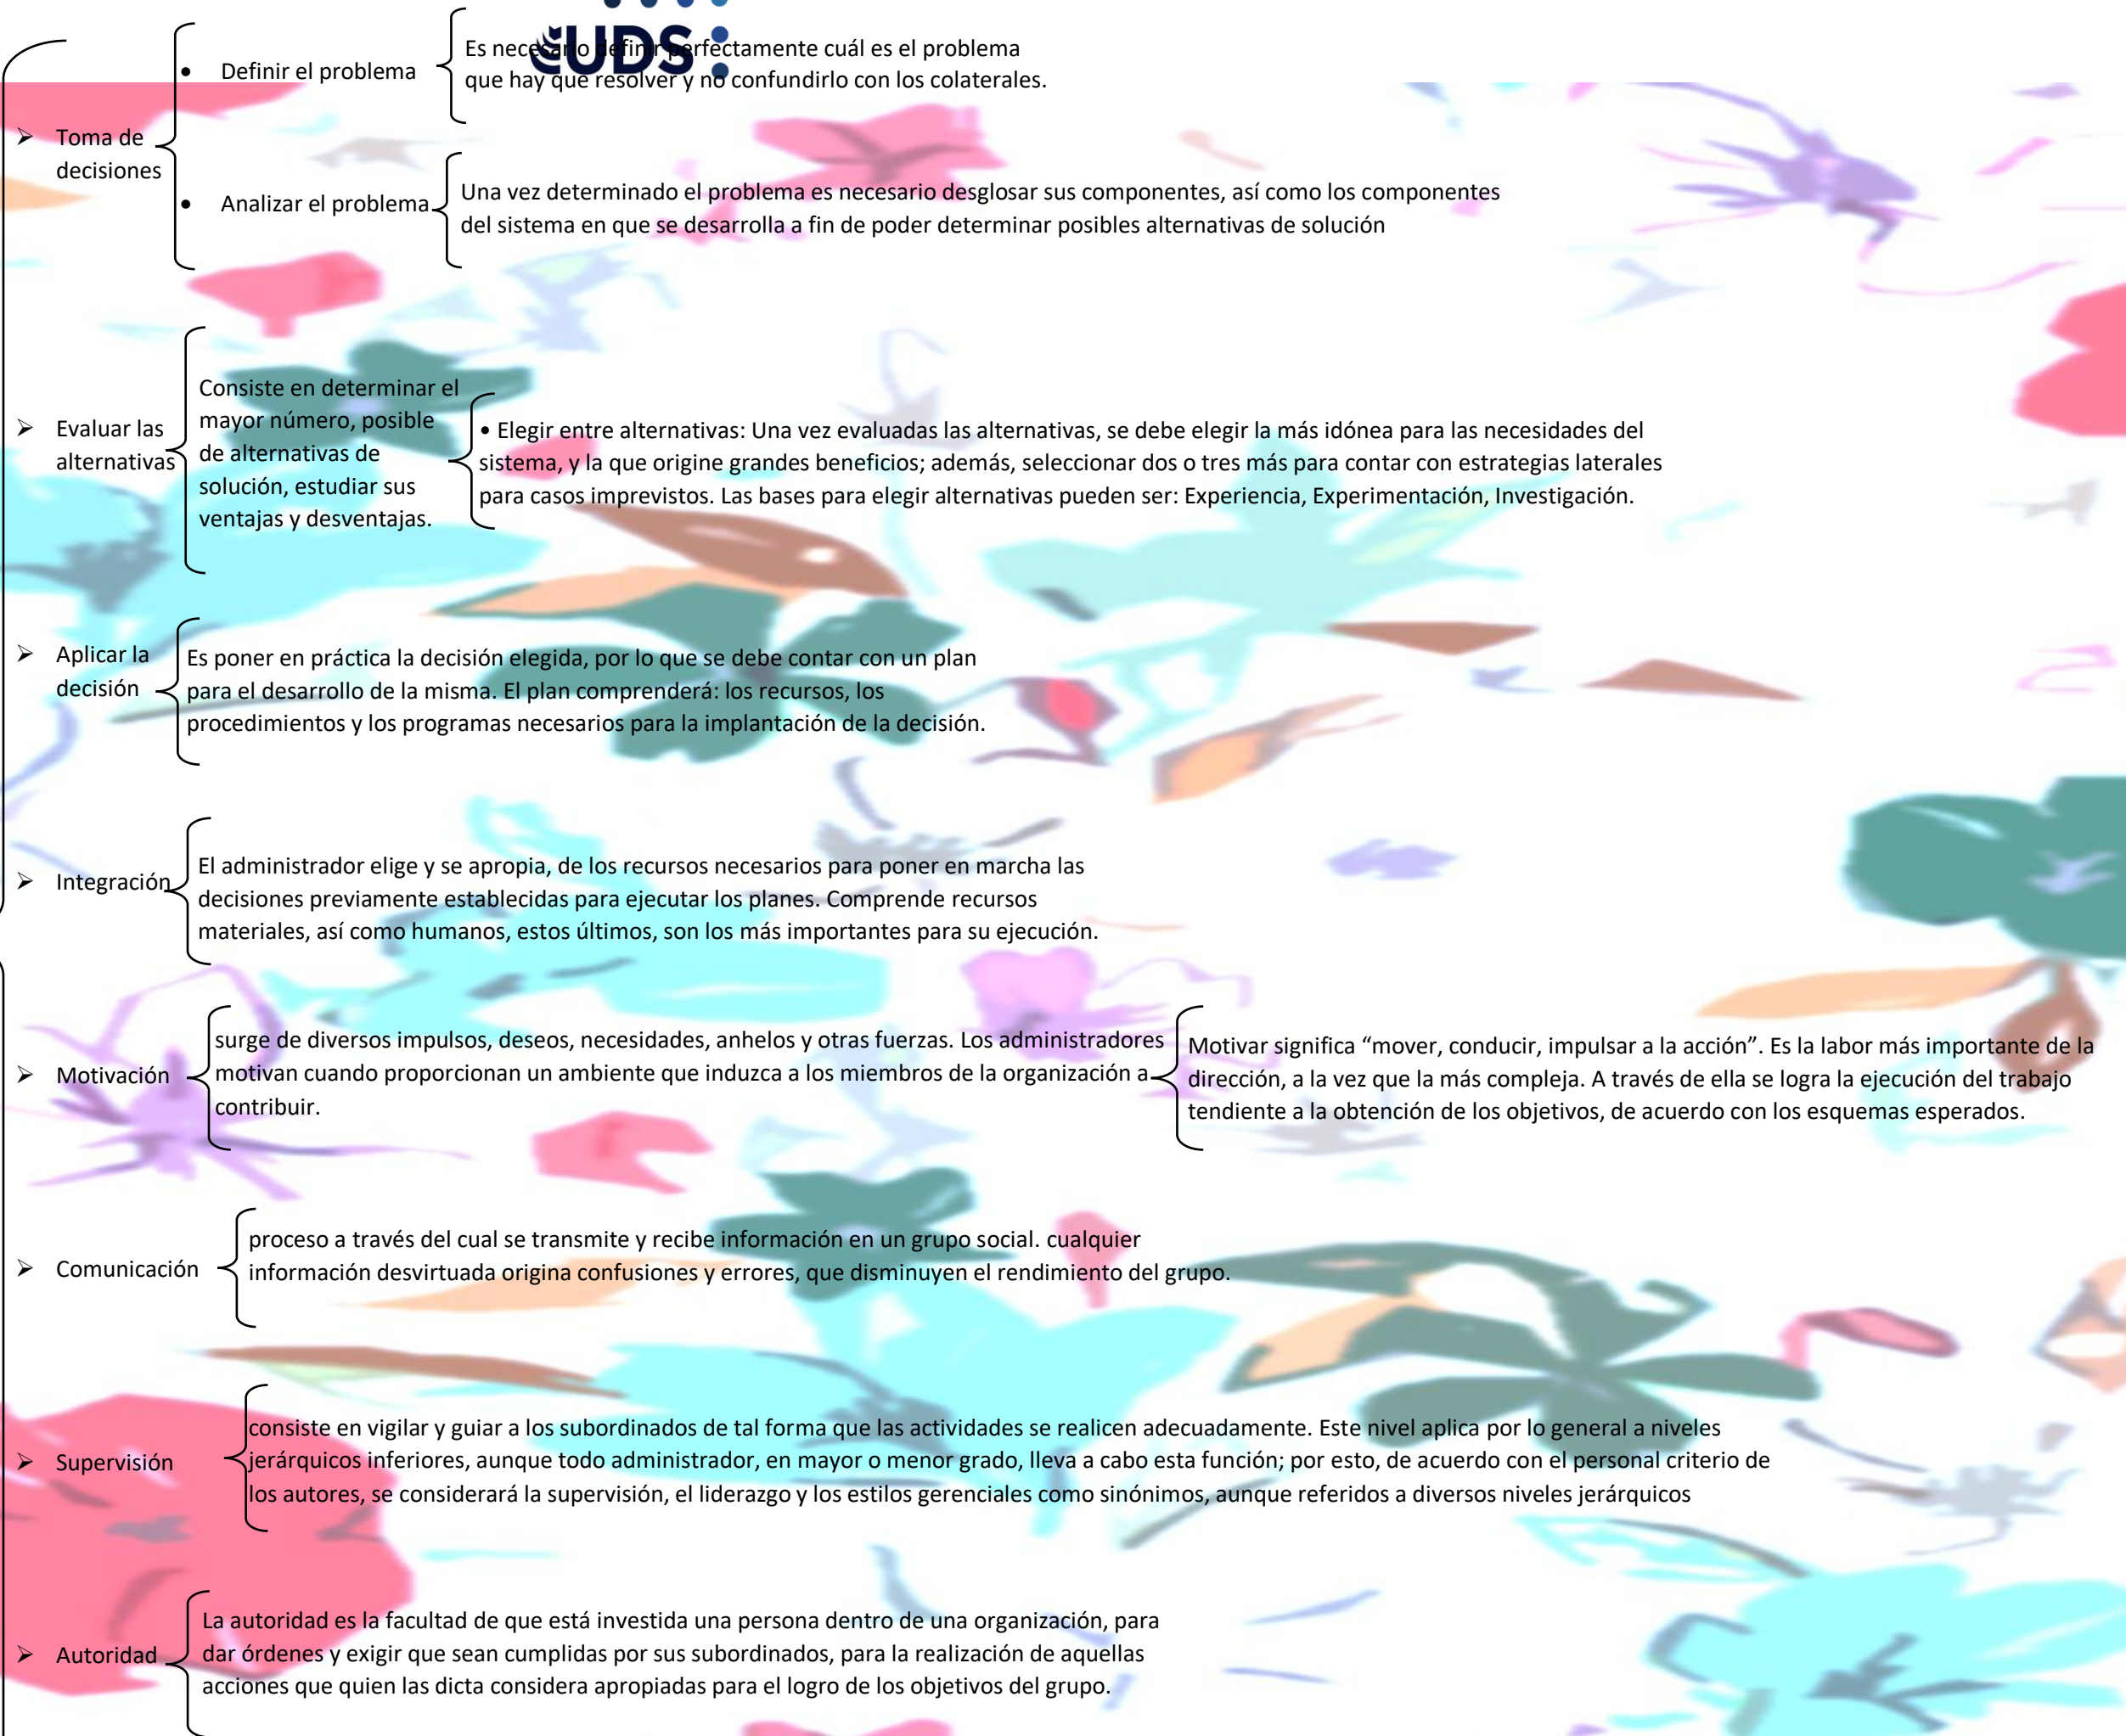 UDS
• Definir el problema
Es necesario definir perfectamente cuál es el problema
que hay que resolver y no confundirlo con los colaterales.
➢ Toma de
decisiones
• Analizar el problema
Una vez determinado el problema es necesario desglosar sus componentes, así como los componentes
del sistema en que se desarrolla a fin de poder determinar posibles alternativas de solución
➢ Evaluar las
alternativas
Consiste en determinar el
mayor número, posible
de alternativas de
solución, estudiar sus
ventajas y desventajas.
• Elegir entre alternativas: Una vez evaluadas las alternativas, se debe elegir la más idónea para las necesidades del
sistema, y la que origine grandes beneficios; además, seleccionar dos o tres más para contar con estrategias laterales
para casos imprevistos. Las bases para elegir alternativas pueden ser: Experiencia, Experimentación, Investigación.
➢ Aplicar la
decisión
Es poner en práctica la decisión elegida, por lo que se debe contar con un plan
para el desarrollo de la misma. El plan comprenderá: los recursos, los
procedimientos y los programas necesarios para la implantación de la decisión.
➢ Integración
El administrador elige y se apropia, de los recursos necesarios para poner en marcha las
decisiones previamente establecidas para ejecutar los planes. Comprende recursos
materiales, así como humanos, estos últimos, son los más importantes para su ejecución.
➢ Motivación
surge de diversos impulsos, deseos, necesidades, anhelos y otras fuerzas. Los administradores
motivan cuando proporcionan un ambiente que induzca a los miembros de la organización a
contribuir.
Motivar significa “mover, conducir, impulsar a la acción”. Es la labor más importante de la
dirección, a la vez que la más compleja. A través de ella se logra la ejecución del trabajo
tendiente a la obtención de los objetivos, de acuerdo con los esquemas esperados.
➢ Comunicación
proceso a través del cual se transmite y recibe información en un grupo social. cualquier
información desvirtuada origina confusiones y errores, que disminuyen el rendimiento del grupo.
➢ Supervisión
consiste en vigilar y guiar a los subordinados de tal forma que las actividades se realicen adecuadamente. Este nivel aplica por lo general a niveles
jerárquicos inferiores, aunque todo administrador, en mayor o menor grado, lleva a cabo esta función; por esto, de acuerdo con el personal criterio de
los autores, se considerará la supervisión, el liderazgo y los estilos gerenciales como sinónimos, aunque referidos a diversos niveles jerárquicos
➢ Autoridad
La autoridad es la facultad de que está investida una persona dentro de una organización, para
dar órdenes y exigir que sean cumplidas por sus subordinados, para la realización de aquellas
acciones que quien las dicta considera apropiadas para el logro de los objetivos del grupo.